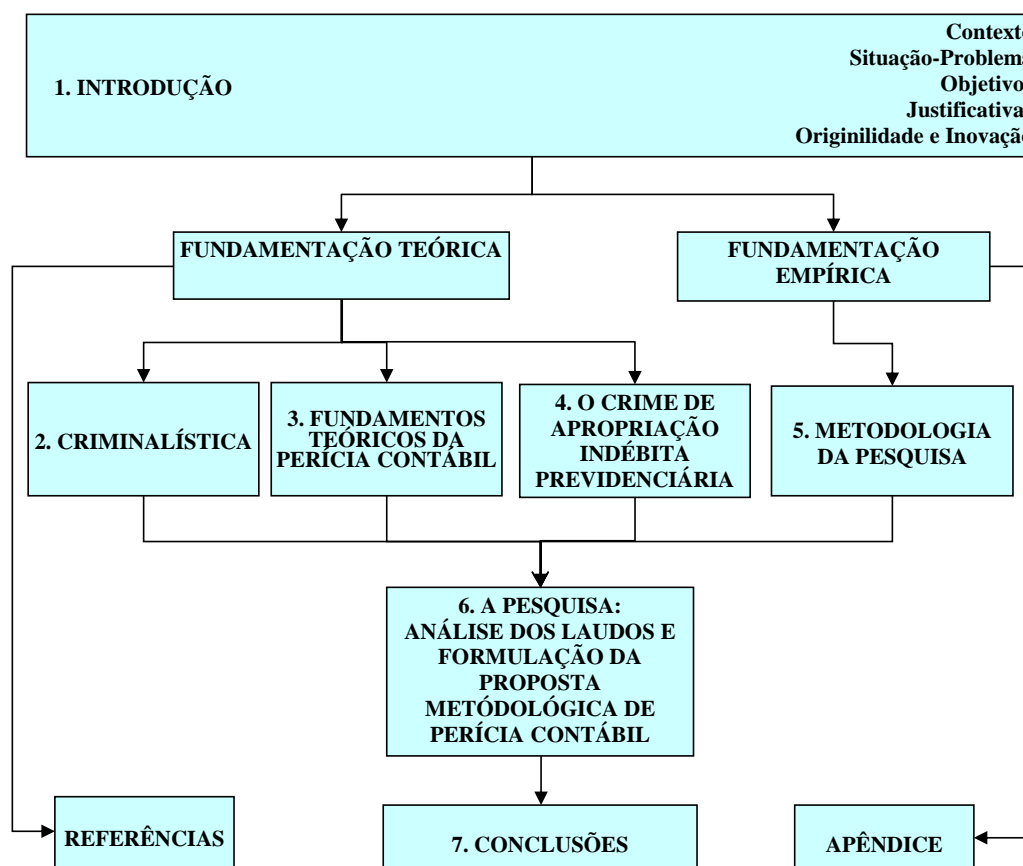 1. INTRODUÇÃO
Contexto
Situação-Problema
Objetivo
Justificativa
Originilidade e Inovação
FUNDAMENTAÇÃO TEÓRICA
FUNDAMENTAÇÃO
EMPÍRICA
2. CRIMINALÍSTICA
3. FUNDAMENTOS
TEÓRICOS DA
PERÍCIA CONTÁBIL
4. O CRIME DE
APROPRIAÇÃO
INDÉBITA
PREVIDENCIÁRIA
5. METODOLOGIA
DA PESQUISA
6. A PESQUISA:
ANÁLISE DOS LAUDOS E
FORMULAÇÃO DA
PROPOSTA
METÓDOLÓGICA DE
PERÍCIA CONTÁBIL
REFERÊNCIAS
7. CONCLUSÕES
APÊNDICE